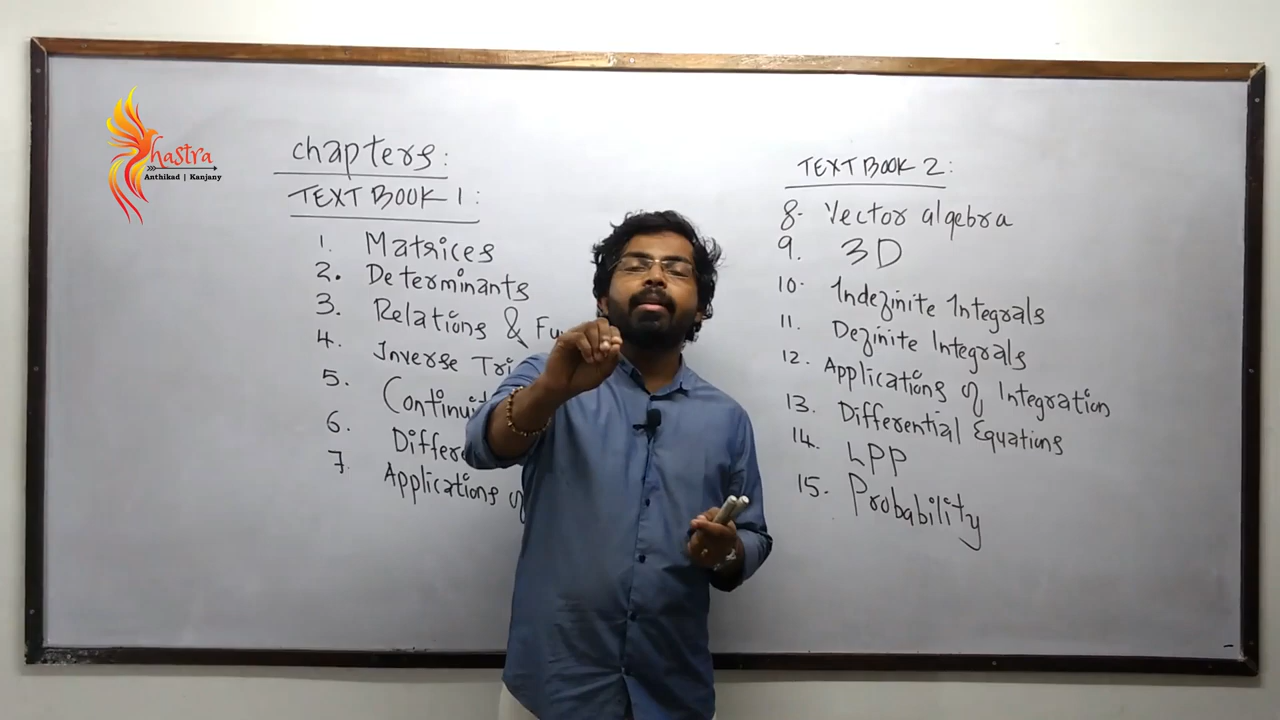 hastra
Anthikad | Kanjany
chapters:
TEXT BOOK 1:
1. Matrices
2. Determinants
3. Relations & Fu
4. Inverse Tri
5. Continui
6. Differe
7. Applications of
TEXT BOOK 2:
8. Vector algebra
9. 3D
10. Indefinite Integrals
11. Definite Integrals
12. Applications of Integration
13. Differential Equations
14. LPP
15. Probability